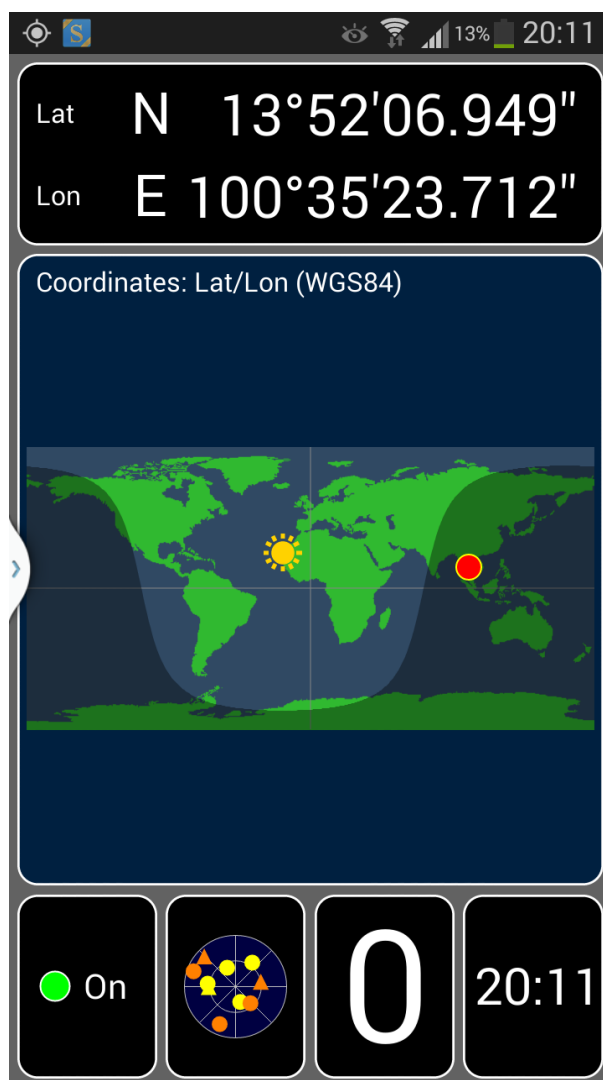 S 13% 20:11
Lat N 13°52'06.949"
Lon E 100°35'23.712"
Coordinates: Lat/Lon (WGS84)
On 0 20:11